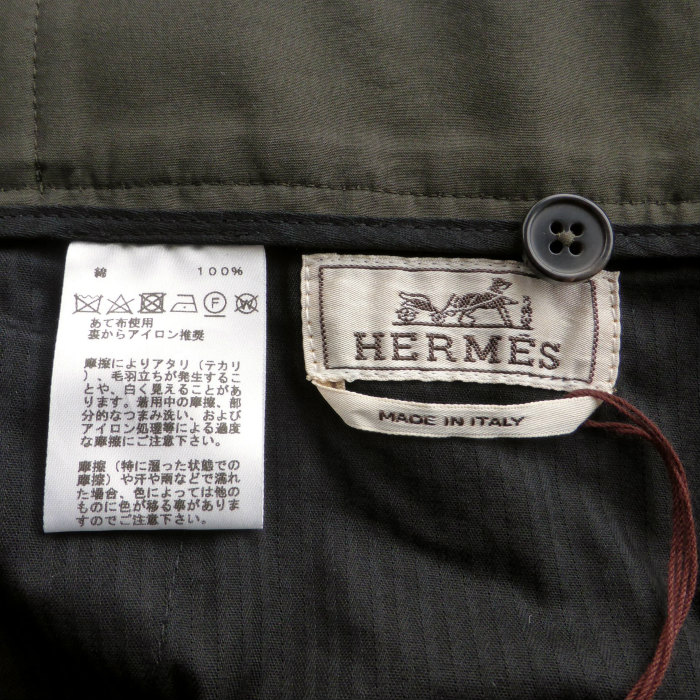 綿 100%
F W
あて布使用
裏からアイロン推奨
摩擦によりアタリ(テカリ
) 毛羽立ちが発生するこ
とや、白く見えることがあ
ります。着用中の摩擦、部
分的なつまみ洗い、および
アイロン処理等による過度
な摩擦にご注意下さい。
摩擦(特に湿った状態での
摩擦)や汗や雨などで濡れ
た場合、色によっては他の
ものに色が移る事がありま
すのでご注意下さい。
HERMÈS
MADE IN ITALY